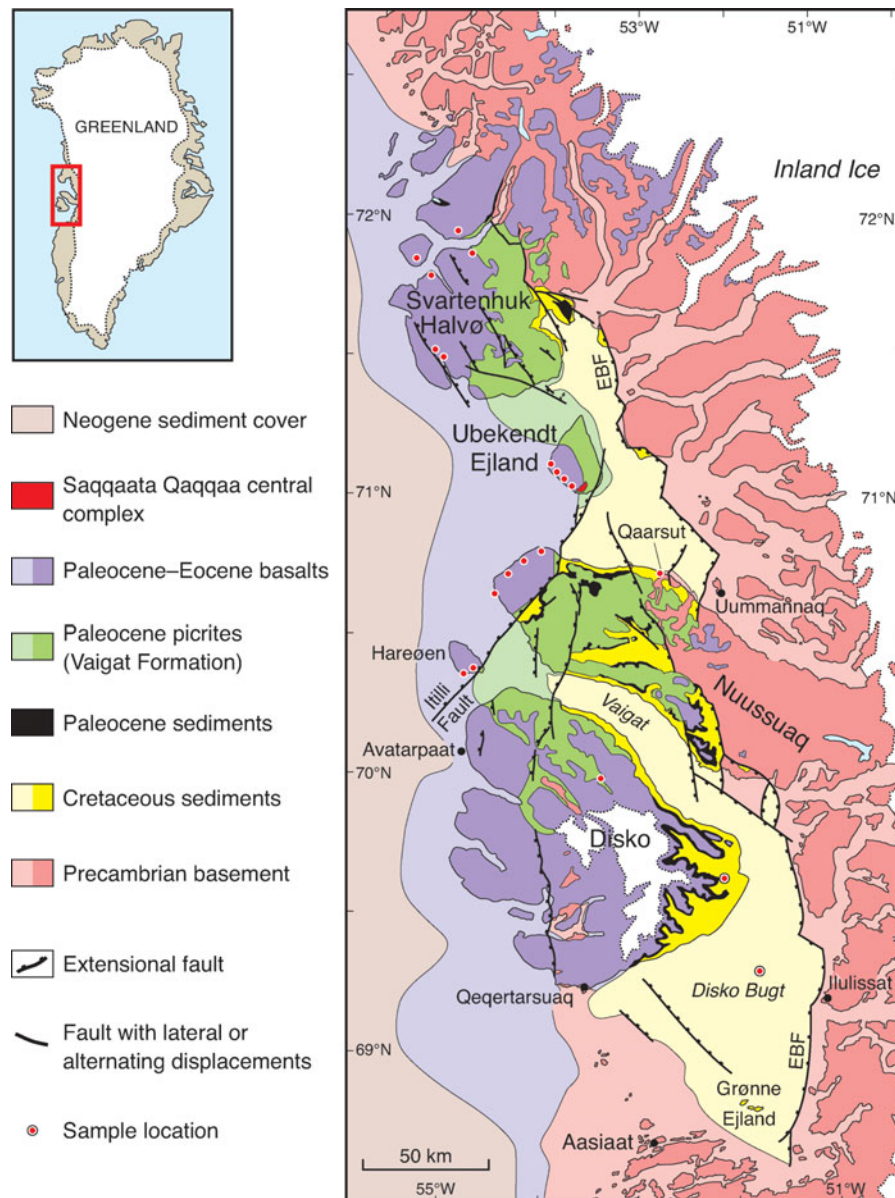 GREENLAND
Neogene sediment cover
Saqqaata Qaqqaa central
complex
Paleocene–Eocene basalts
Paleocene picrites
(Vaigat Formation)
Paleocene sediments
Cretaceous sediments
Precambrian basement
Extensional fault
Fault with lateral or
alternating displacements
Sample location
53°W
51°W
Inland Ice
72°N
72°N
Svartenhuk
Halvø
EBF
Ubekendt
Ejland
71°N
71°N
Qaarsut
Uummannaq
Hareøen
Itilli
Fault
Nuussuaq
Vaigat
Avatarpaat
70°N
70°N
Disko
Qeqertarsuaq
Disko Bugt
Ilulissat
69°N
EBF
Grønne
Ejland
Aasiaat
50 km
55°W
51°W